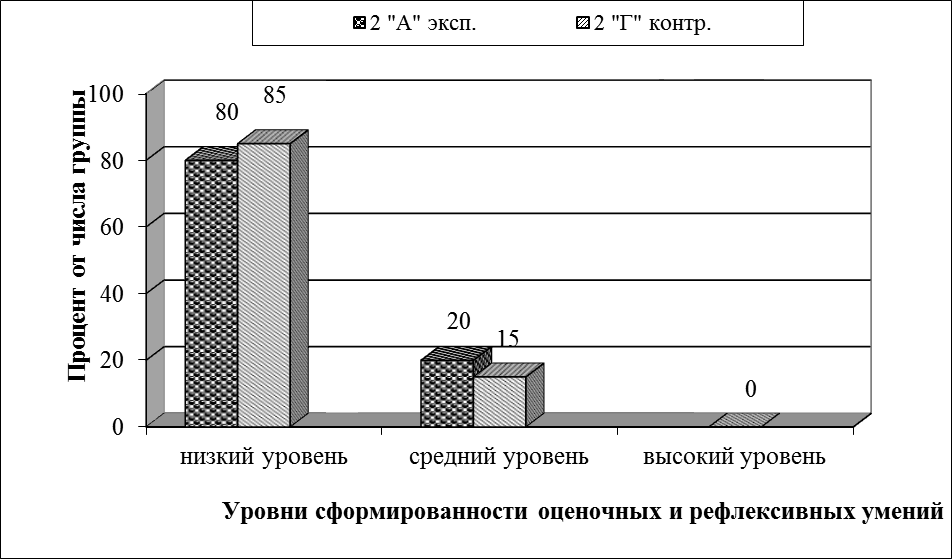 2 "А" эксп. 2 "Г" контр.
Процент от числа группы
100
80
60
40
20
0
80
85
20
15
0
низкий уровень средний уровень высокий уровень
Уровни сформированности оценочных и рефлексивных умений